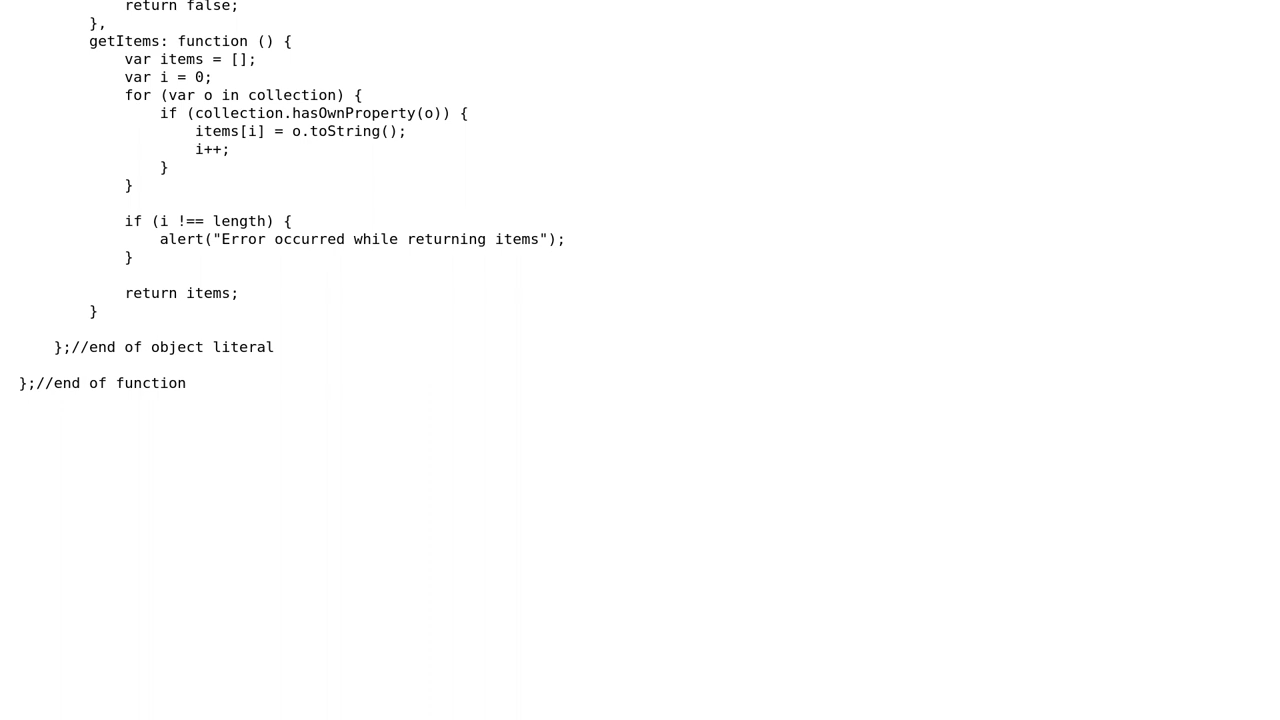 return false;
        },
        getItems: function () {
            var items = [];
            var i = 0;
            for (var o in collection) {
                if (collection.hasOwnProperty(o)) {
                    items[i] = o.toString();
                    i++;
                }
            }

            if (i !== length) {
                alert("Error occurred while returning items");
            }

            return items;
        }

    };//end of object literal

};//end of function